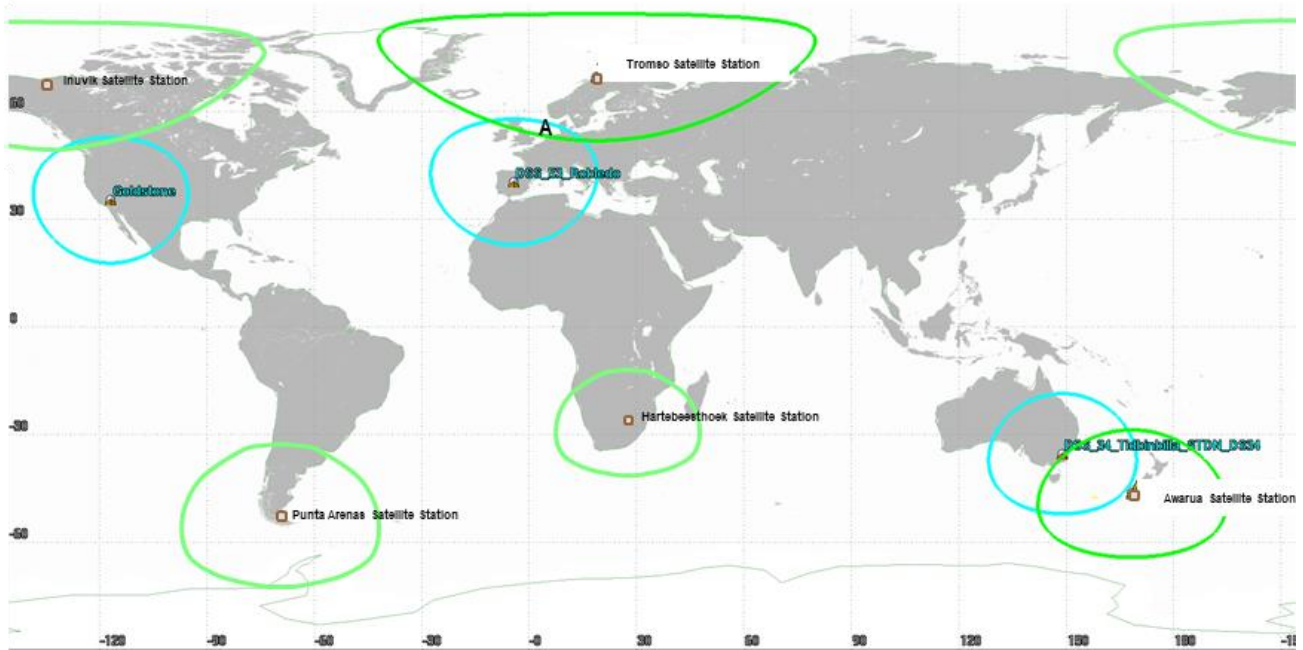 Tromso Satellite Station
Inuvik Satellite Station
60
A
DSS_53_Robledo
Goldstone
30
0
Hartebeesthoek Satellite Station
-30
DSS_34_Tidbinbilla_STDN_DS34
Awarua Satellite Station
Punta Arenas Satellite Station
-60
-120 -90 -60 -30 -0 30 60 90 120 150 180